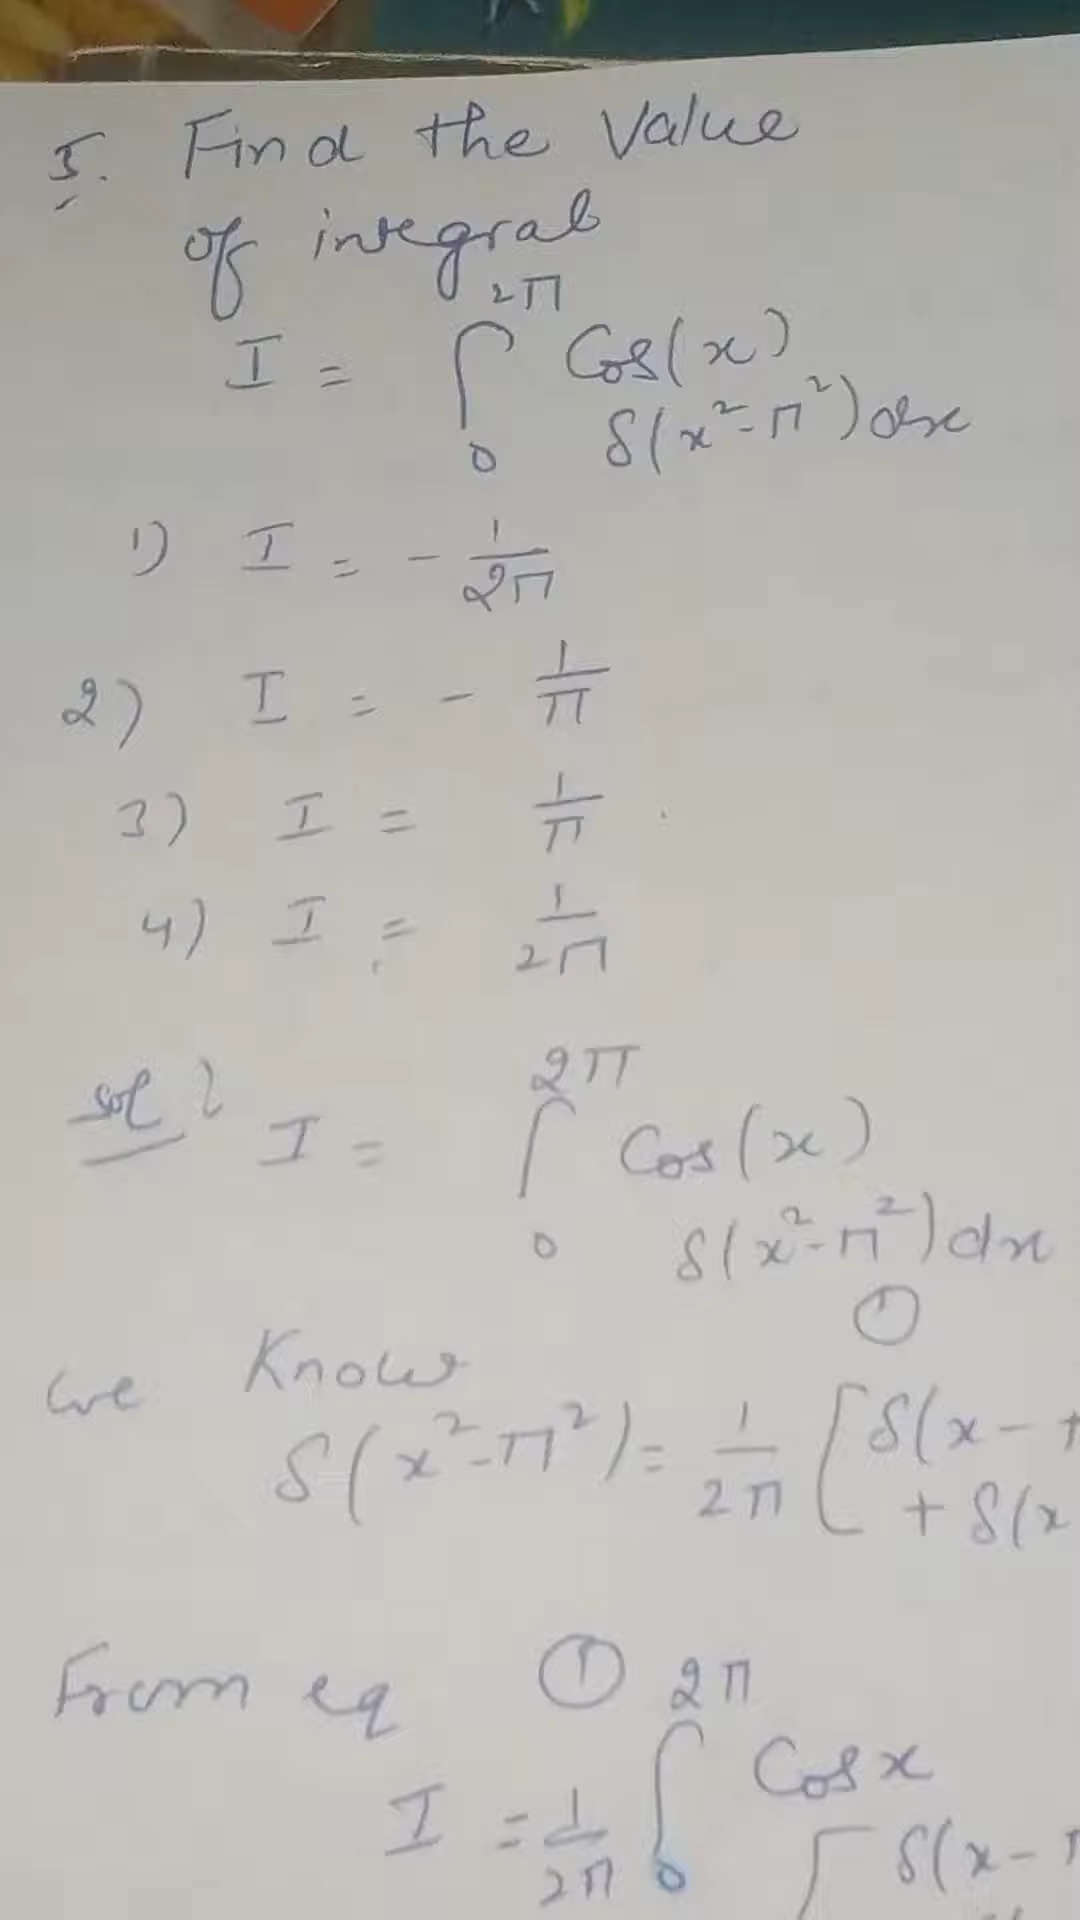 5. Find the value
of integral
2π
I = ∫ Cos(x)
0 δ(x²-π²)dx
1) I = - 1/2π
2) I = - 1/π
3) I = 1/π
4) I = 1/2π
sol
2π
I = ∫ Cos(x)
0 δ(x²-π²)dx
①
we Know
δ(x²-π²) = 1/2π [δ(x-
+ δ(x
From eq ① 2π
I = 1/2π ∫ Cos x
0 [δ(x-